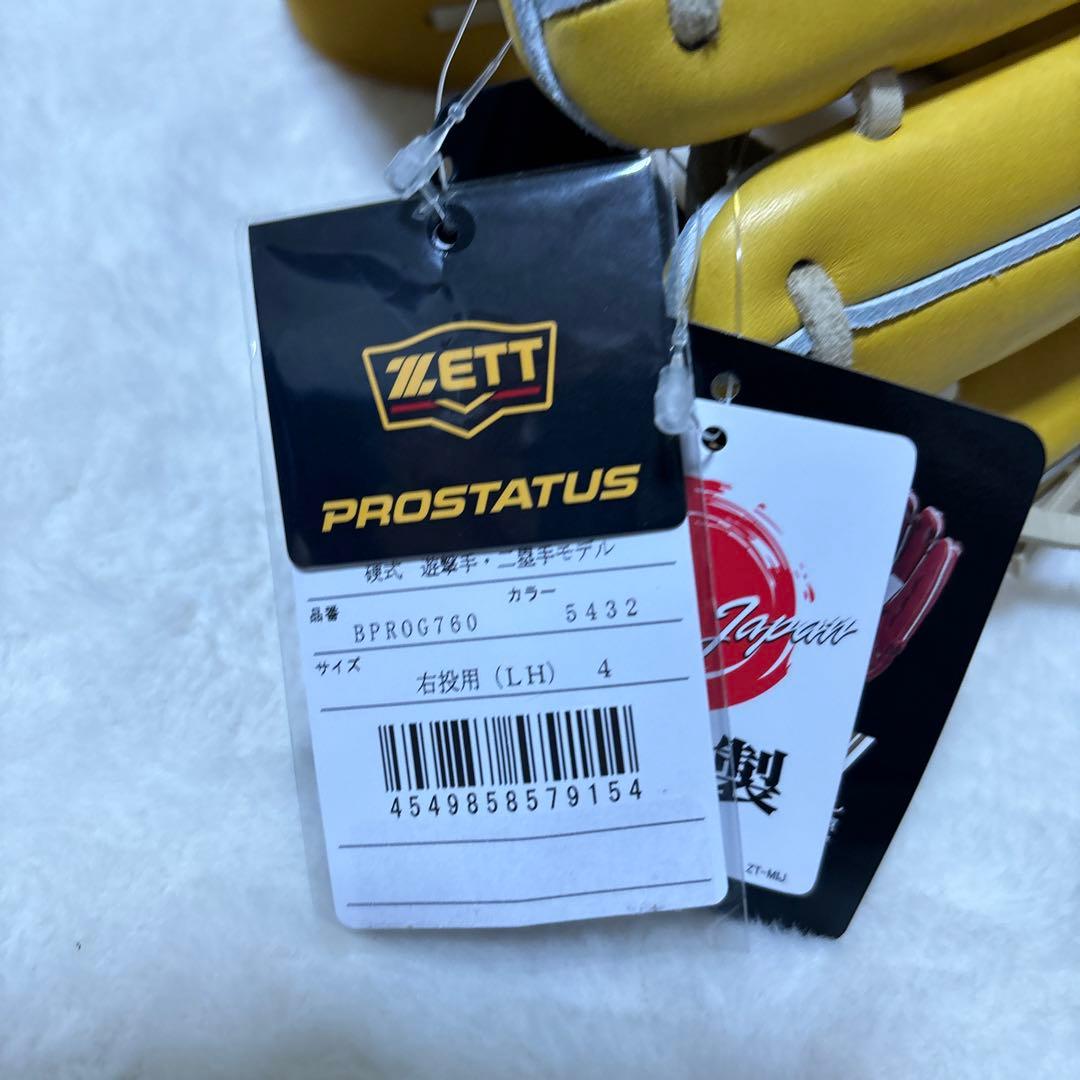 ZETT
PROSTATUS
硬式 遊撃手・二塁手モデル
品番 カラー
BPROG760 5432
サイズ
右投用(LH) 4
4549858579154
Japan
製
ZT-MIJ